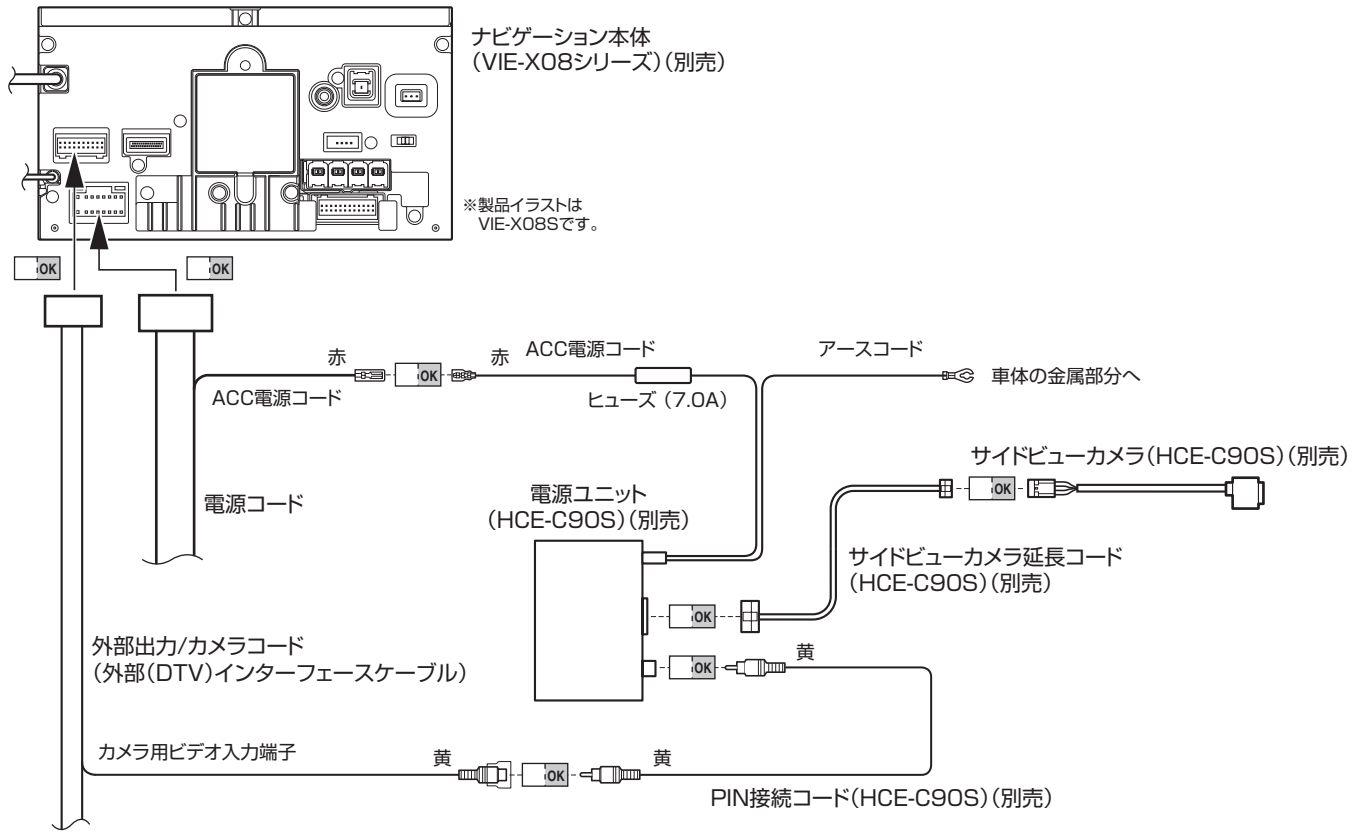 ナビゲーション本体
(VIE-X08シリーズ)(別売)
※製品イラストは
VIE-X08Sです。
OK
OK
赤
OK
赤
ACC電源コード
アースコード
車体の金属部分へ
ACC電源コード
ヒューズ (7.0A)
サイドビューカメラ(HCE-C90S)(別売)
OK
電源コード
電源ユニット
(HCE-C90S)(別売)
サイドビューカメラ延長コード
(HCE-C90S)(別売)
OK
外部出力/カメラコード
(外部(DTV)インターフェースケーブル)
OK
黄
カメラ用ビデオ入力端子
黄
OK
黄
PIN接続コード(HCE-C90S)(別売)